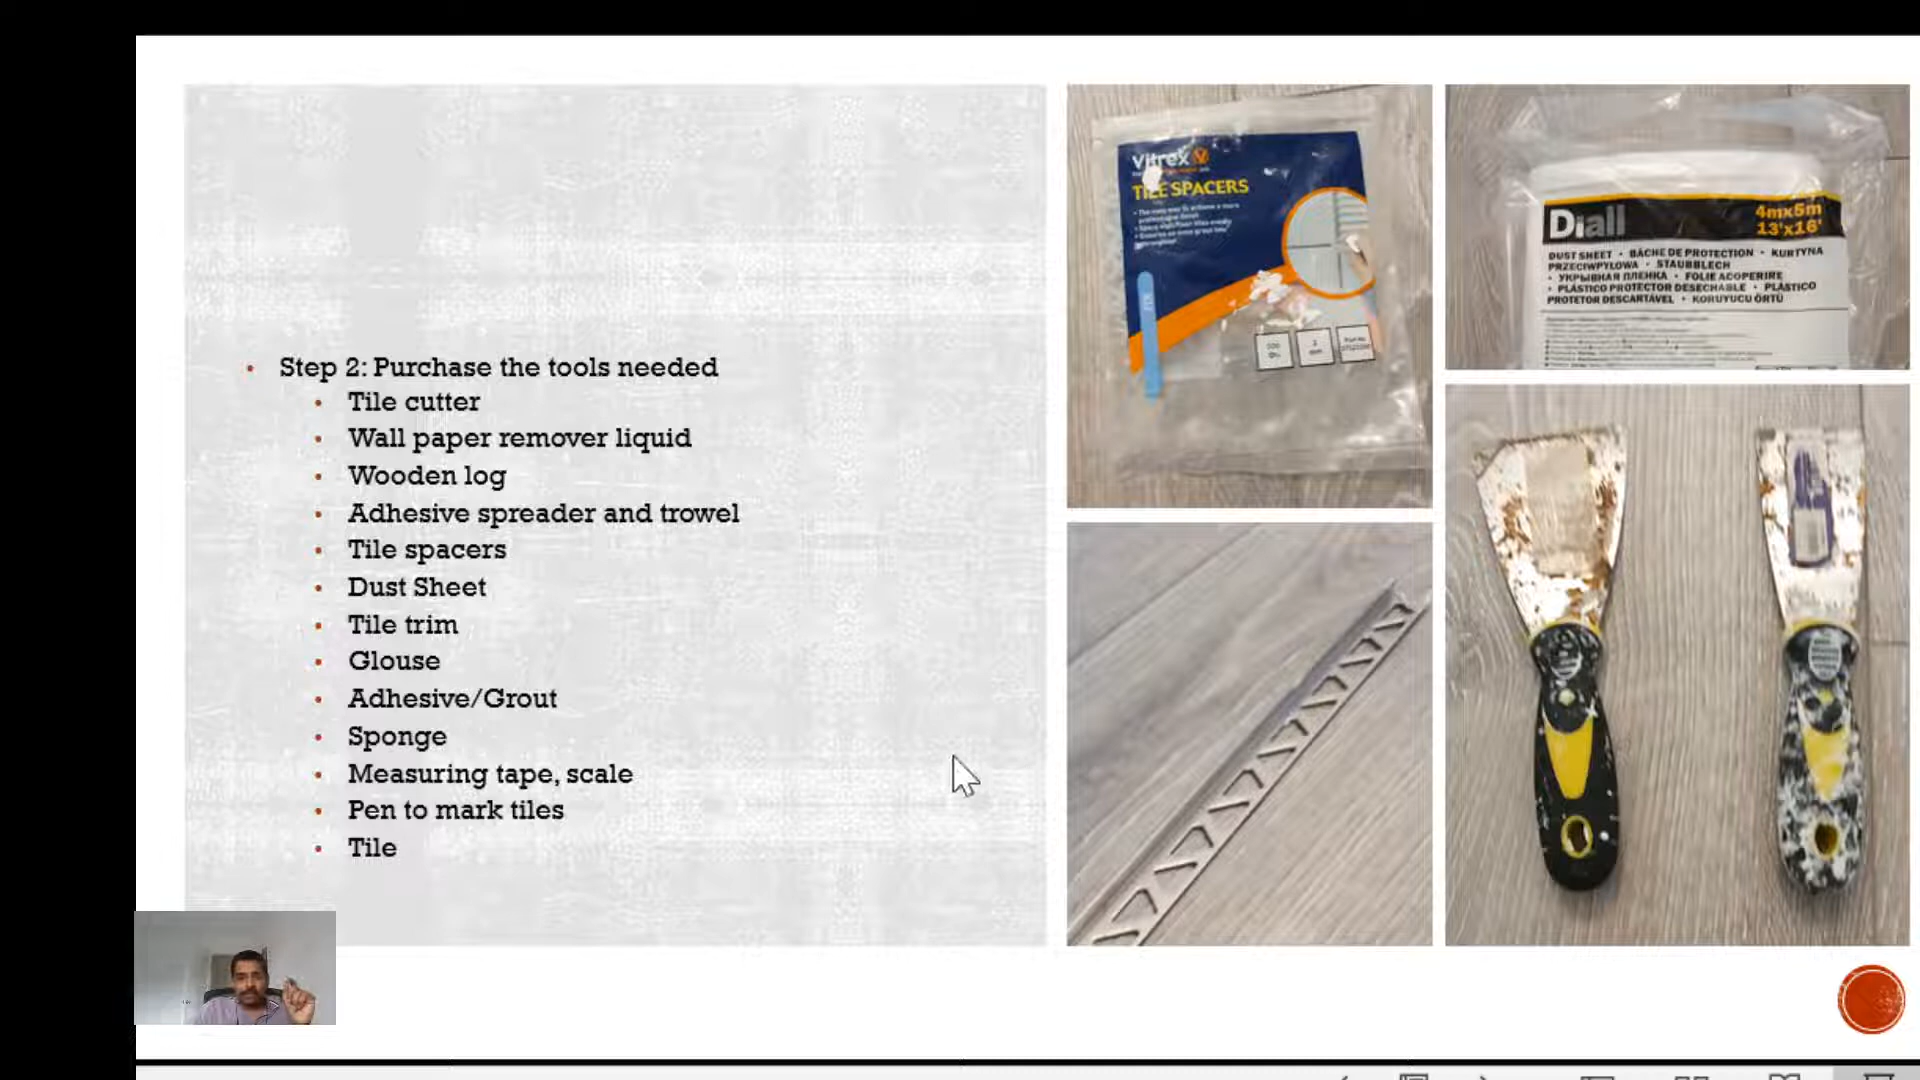 Step 2: Purchase the tools needed
Tile cutter
Wall paper remover liquid
Wooden log
Adhesive spreader and trowel
Tile spacers
Dust Sheet
Tile trim
Glouse
Adhesive/Grout
Sponge
Measuring tape, scale
Pen to mark tiles
Tile
Vitrex
TILE SPACERS
Diall
4mx5m
13'x16'
DUST SHEET • BÂCHE DE PROTECTION • KURTYNA
PRZECIWPYŁOWA • STAUBBLECH
• УКРЫВНАЯ ПЛЕНКА • FOLIE ACOPERIRE
• PLÁSTICO PROTECTOR DESECHABLE • PLÁSTICO
PROTETOR DESCARTÁVEL • KORUYUCU ÖRTÜ